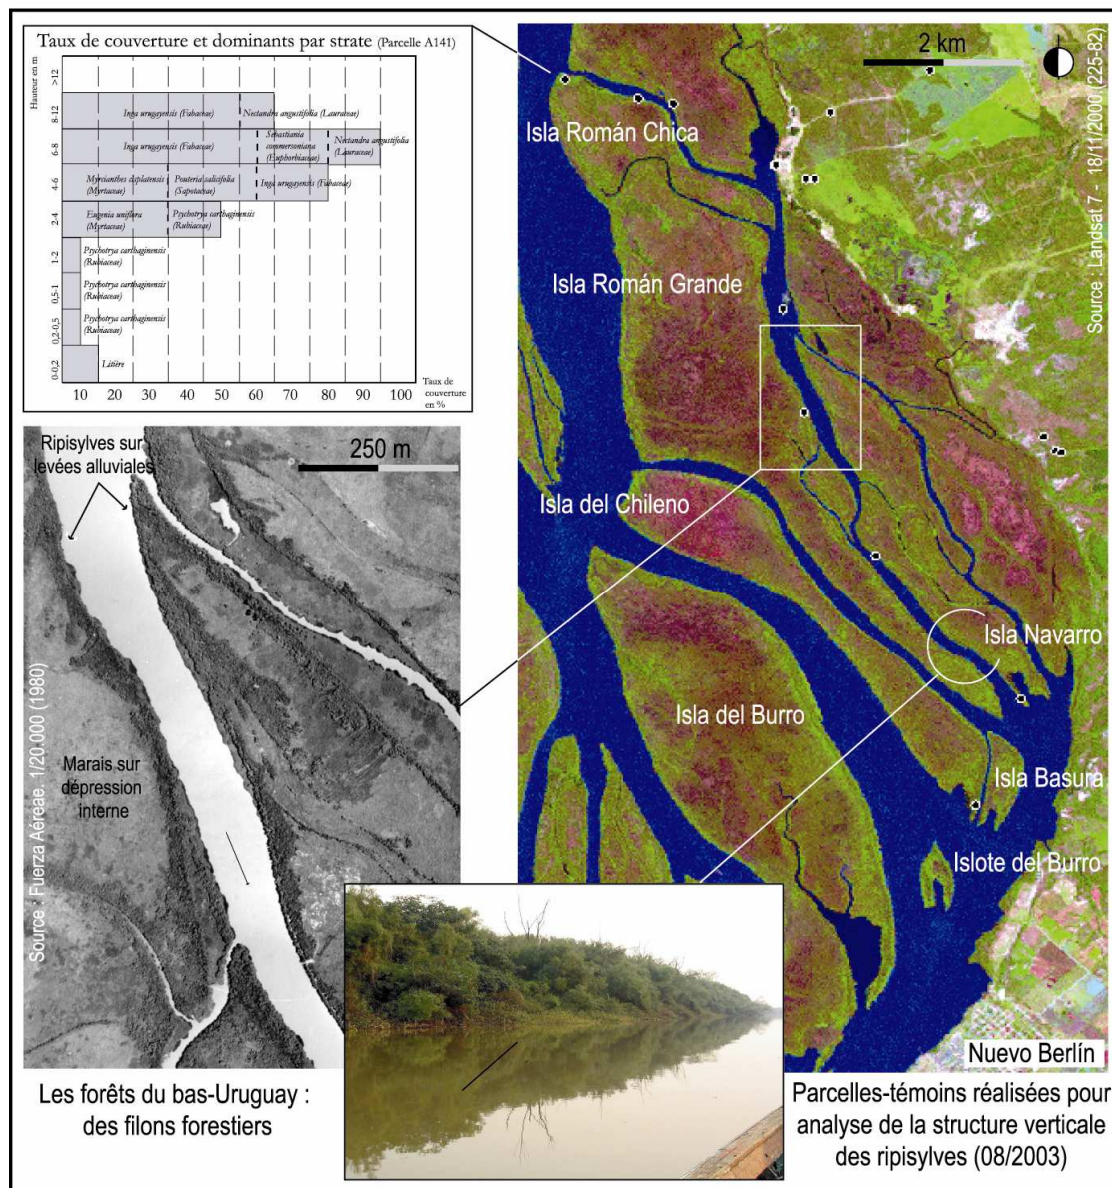 Taux de couverture et dominants par strate (Parcelle A141)
Hauteur en m
>12
8-12
Inga urugayensis (Fabaceae)
Nectandra angustifolia (Lauraceae)
6-8
Inga urugayensis (Fabaceae)
Sebastiania
commersoniana
(Euphorbiaceae)
Nectandra angustifolia
(Lauraceae)
4-6
Myrcianthes cisplatensis
(Myrtaceae)
Pouteria salicifolia
(Sapotaceae)
Inga urugayensis (Fabaceae)
2-4
Eugenia uniflora
(Myrtaceae)
Psychotrya carthaginensis
(Rubiaceae)
1-2
Psychotrya carthaginensis
(Rubiaceae)
0,5-1
Psychotrya carthaginensis
(Rubiaceae)
0,2-0,5
Psychotrya carthaginensis
(Rubiaceae)
0-0,2
Litière
10 20 30 40 50 60 70 80 90 100
Taux de
couverture
en %
Ripisylves sur
levées alluviales
250 m
Marais sur
dépression
interne
Source : Fuerza Aéreae. 1/20.000 (1980)
Les forêts du bas-Uruguay :
des filons forestiers
2 km
Source : Landsat 7 - 18/11/2000 (225-82)
Isla Román Chica
Isla Román Grande
Isla del Chileno
Isla Navarro
Isla del Burro
Isla Basura
Islote del Burro
Nuevo Berlín
Parcelles-témoins réalisées pour
analyse de la structure verticale
des ripisylves (08/2003)